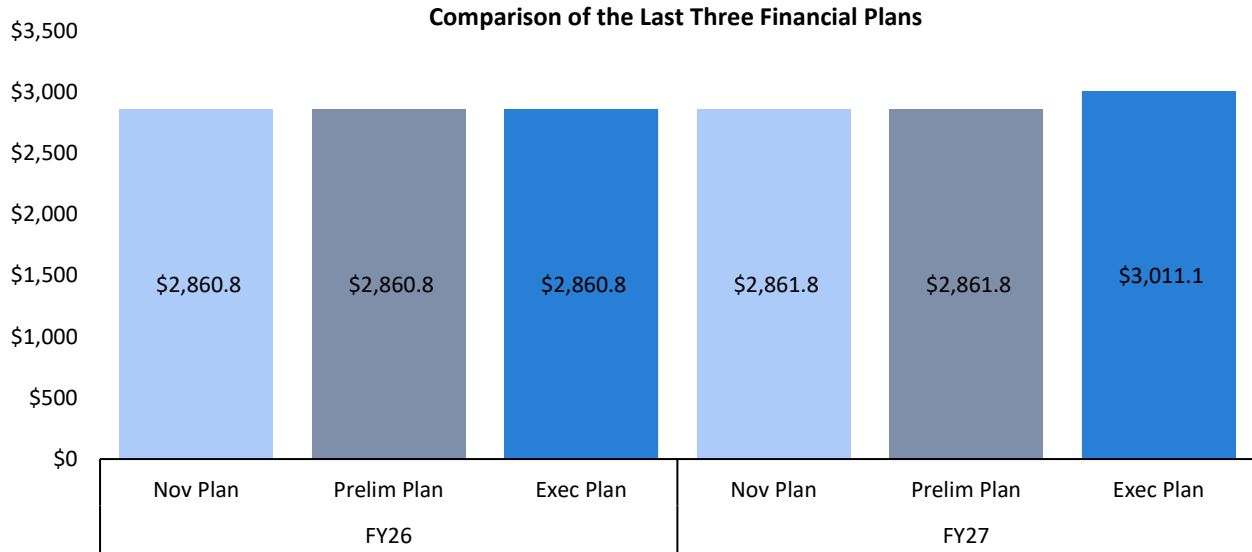 Comparison of the Last Three Financial Plans
$3,500
$3,000
$2,500
$2,000
$1,500
$1,000
$500
$0
$2,860.8 $2,860.8 $2,860.8 $2,861.8 $2,861.8 $3,011.1
Nov Plan Prelim Plan Exec Plan Nov Plan Prelim Plan Exec Plan
FY26 FY27